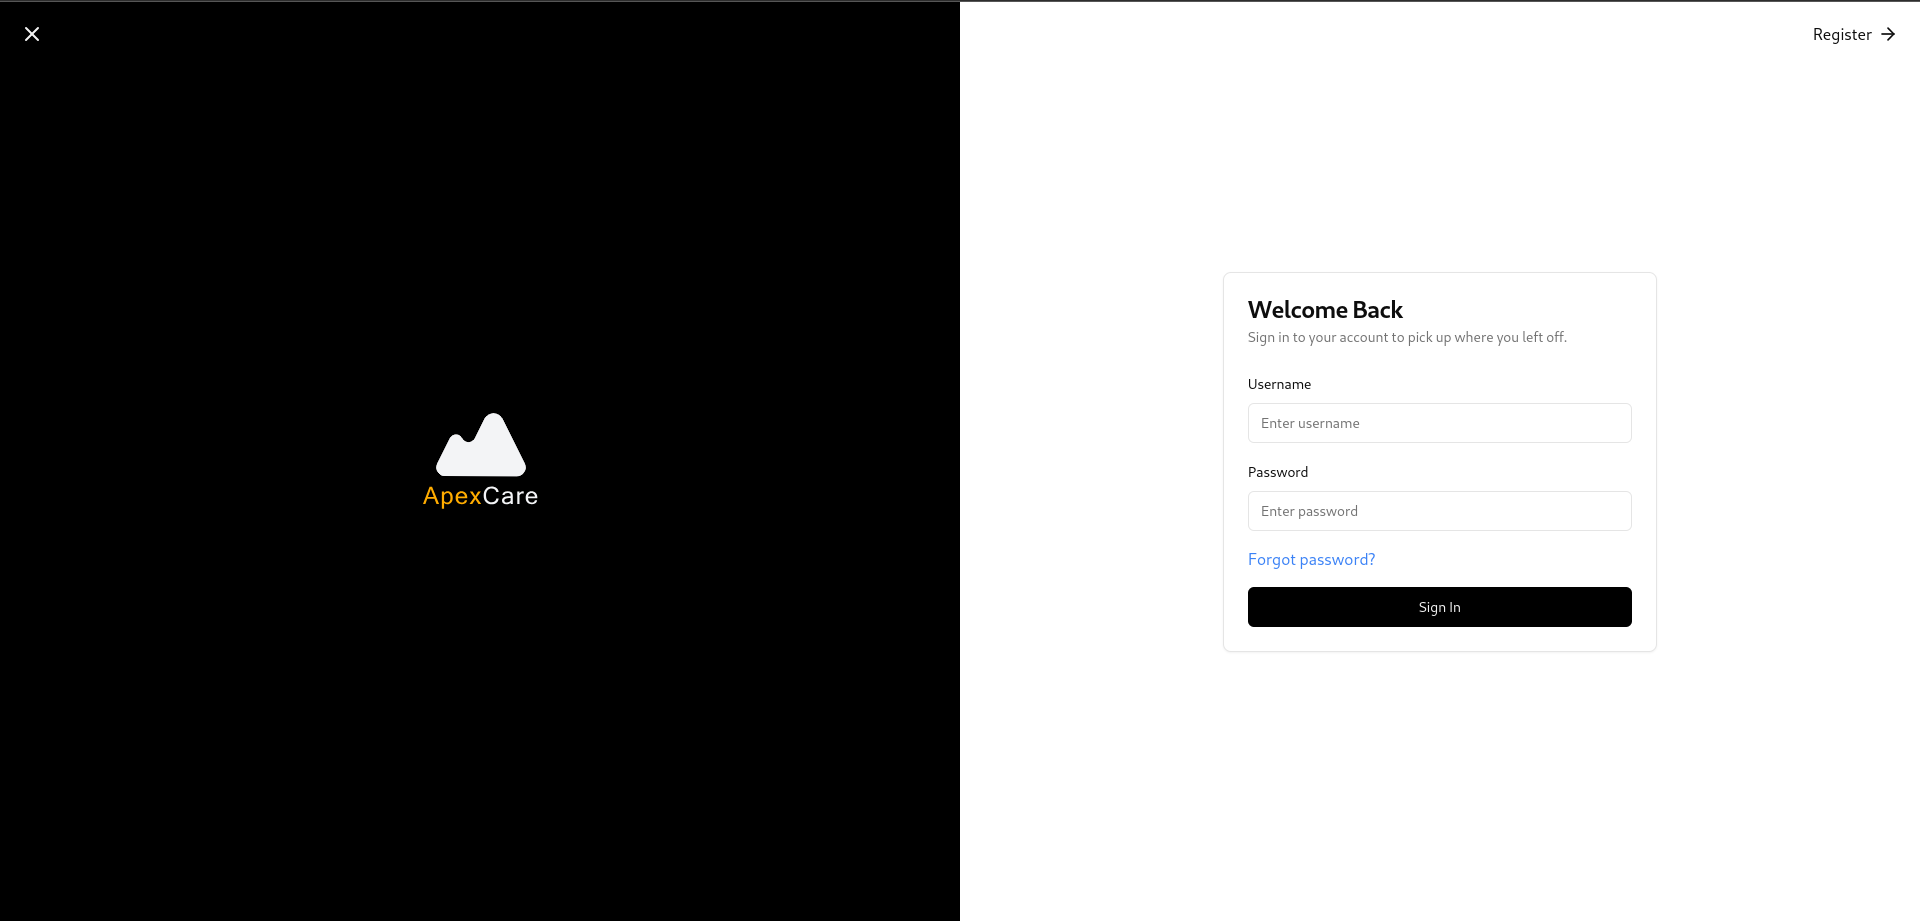 Register
ApexCare
Welcome Back
Sign in to your account to pick up where you left off.
Username
Enter username
Password
Enter password
Forgot password?
Sign In